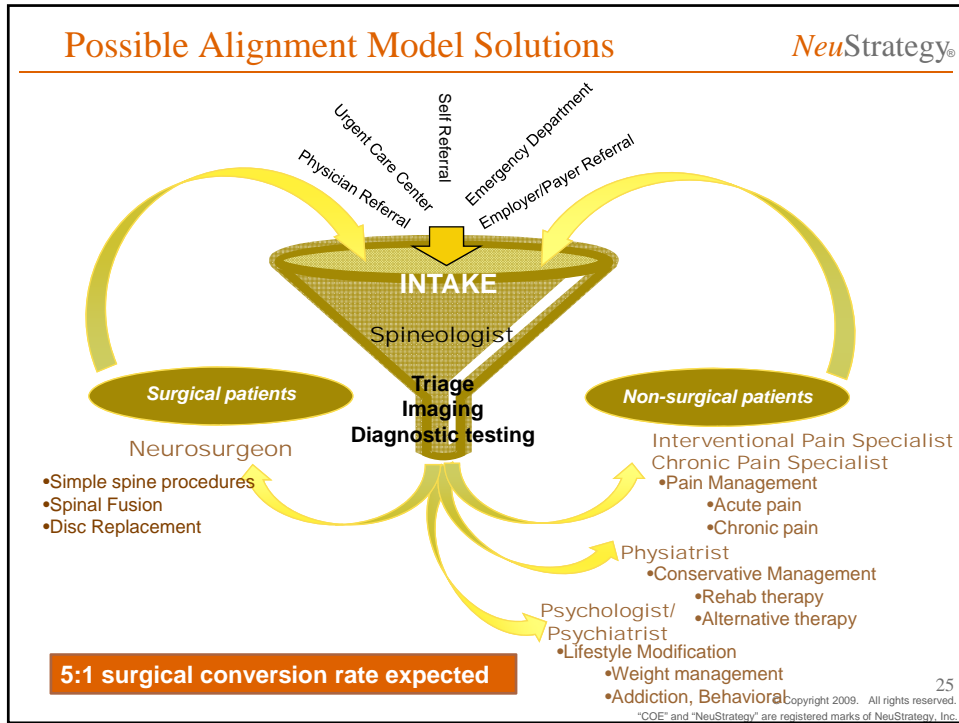 Possible Alignment Model Solutions
NeuStrategy®
Physician Referral
Urgent Care Center
Self Referral
Emergency Department
Employer/Payer Referral
INTAKE
Spineologist
Triage
Imaging
Diagnostic testing
Surgical patients
Neurosurgeon
•Simple spine procedures
•Spinal Fusion
•Disc Replacement
Non-surgical patients
Interventional Pain Specialist
Chronic Pain Specialist
•Pain Management
•Acute pain
•Chronic pain
Physiatrist
•Conservative Management
•Rehab therapy
•Alternative therapy
Psychologist/
Psychiatrist
•Lifestyle Modification
•Weight management
•Addiction, Behavioral
5:1 surgical conversion rate expected
25
© Copyright 2009. All rights reserved.
"COE" and "NeuStrategy" are registered marks of NeuStrategy, Inc.